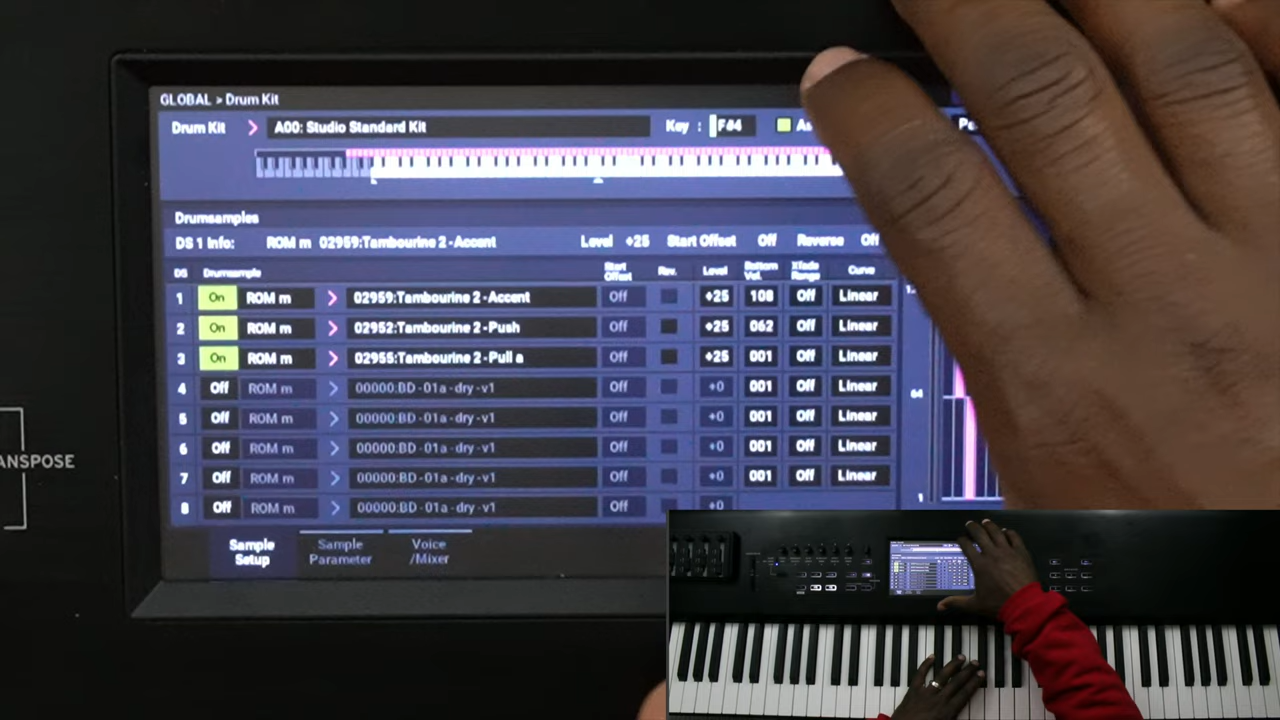 GLOBAL > Drum Kit
Drum Kit > A00: Studio Standard Kit Key : F#4
Drumsamples
DS 1 Info: ROM m 02959:Tambourine 2-Accent Level +25 Start Offset Off Reverse Off
DS Drumsample Start Offset Rev. Level Bottom Vel. Xfade Range Curve
1 On ROM m > 02959:Tambourine 2-Accent Off +25 108 Off Linear
2 On ROM m > 02952:Tambourine 2-Push Off +25 062 Off Linear
3 On ROM m > 02955:Tambourine 2-Pull a Off +25 001 Off Linear
4 Off ROM m > 00000:BD-01a-dry-v1 Off +0 001 Off Linear
64
5 Off ROM m > 00000:BD-01a-dry-v1 Off +0 001 Off Linear
6 Off ROM m > 00000:BD-01a-dry-v1 Off +0 001 Off Linear
ANSPOSE
7 Off ROM m > 00000:BD-01a-dry-v1 Off +0 001 Off Linear
1
8 Off ROM m > 00000:BD-01a-dry-v1 Off +0
Sample Setup
Sample Parameter
Voice /Mixer